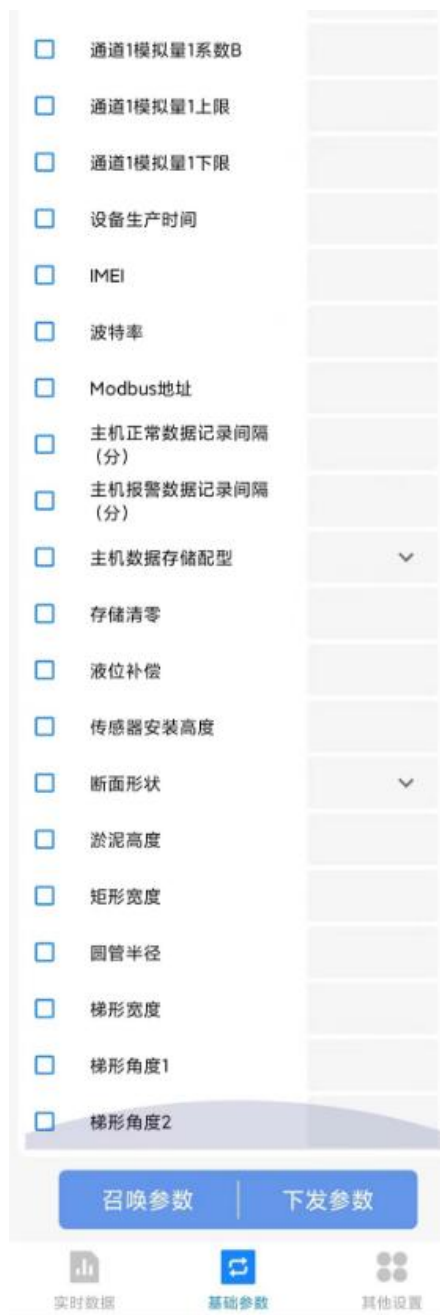 通道1模拟量1系数B
通道1模拟量1上限
通道1模拟量1下限
设备生产时间
IMEI
波特率
Modbus地址
主机正常数据记录间隔
（分）
主机报警数据记录间隔
（分）
主机数据存储配型
存储清零
液位补偿
传感器安装高度
断面形状
淤泥高度
矩形宽度
圆管半径
梯形宽度
梯形角度1
梯形角度2
召唤参数
下发参数
实时数据
基础参数
其他设置